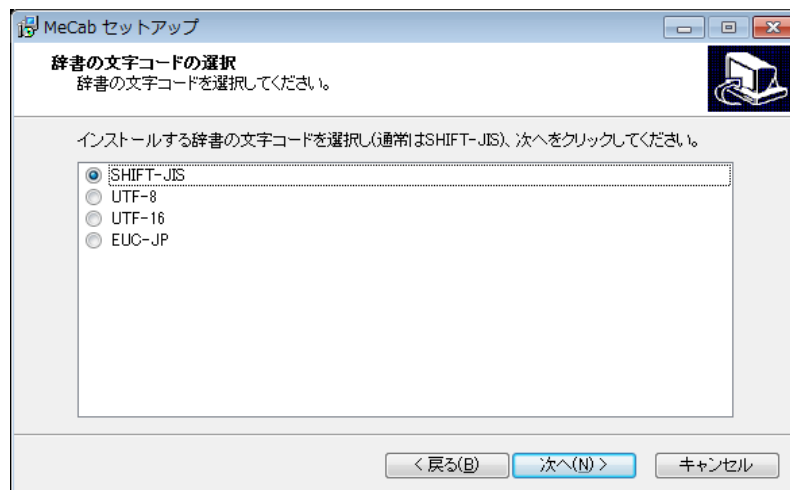 MeCab セットアップ
辞書の文字コードの選択
辞書の文字コードを選択してください。
インストールする辞書の文字コードを選択し(通常はSHIFT-JIS)、次へをクリックしてください。
SHIFT-JIS
UTF-8
UTF-16
EUC-JP
< 戻る(B)
次へ(N) >
キャンセル